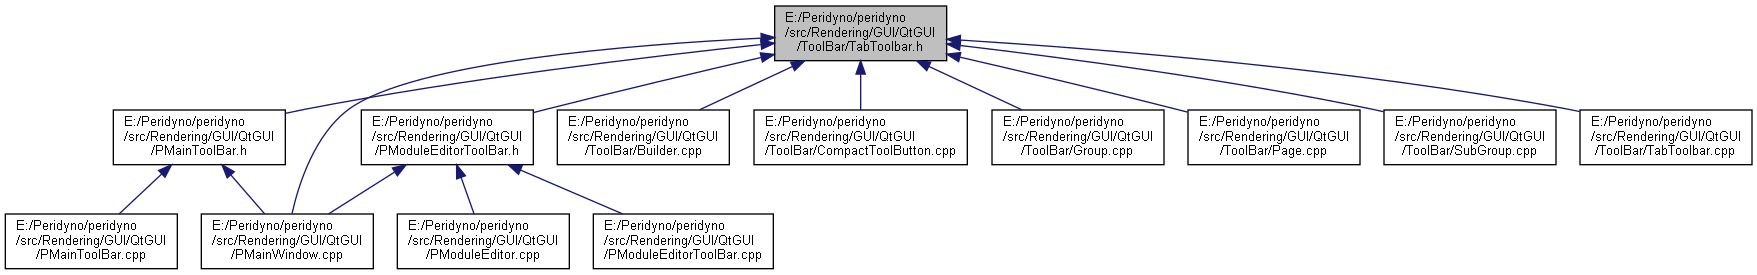 E:/Peridyno/peridyno
/src/Rendering/GUI/QtGUI
/ToolBar/TabToolbar.h
E:/Peridyno/peridyno
/src/Rendering/GUI/QtGUI
/PMainToolBar.h
E:/Peridyno/peridyno
/src/Rendering/GUI/QtGUI
/PModuleEditorToolBar.h
E:/Peridyno/peridyno
/src/Rendering/GUI/QtGUI
/ToolBar/Builder.cpp
E:/Peridyno/peridyno
/src/Rendering/GUI/QtGUI
/ToolBar/CompactToolButton.cpp
E:/Peridyno/peridyno
/src/Rendering/GUI/QtGUI
/ToolBar/Group.cpp
E:/Peridyno/peridyno
/src/Rendering/GUI/QtGUI
/ToolBar/Page.cpp
E:/Peridyno/peridyno
/src/Rendering/GUI/QtGUI
/ToolBar/SubGroup.cpp
E:/Peridyno/peridyno
/src/Rendering/GUI/QtGUI
/ToolBar/TabToolbar.cpp
E:/Peridyno/peridyno
/src/Rendering/GUI/QtGUI
/PMainToolBar.cpp
E:/Peridyno/peridyno
/src/Rendering/GUI/QtGUI
/PMainWindow.cpp
E:/Peridyno/peridyno
/src/Rendering/GUI/QtGUI
/PModuleEditor.cpp
E:/Peridyno/peridyno
/src/Rendering/GUI/QtGUI
/PModuleEditorToolBar.cpp